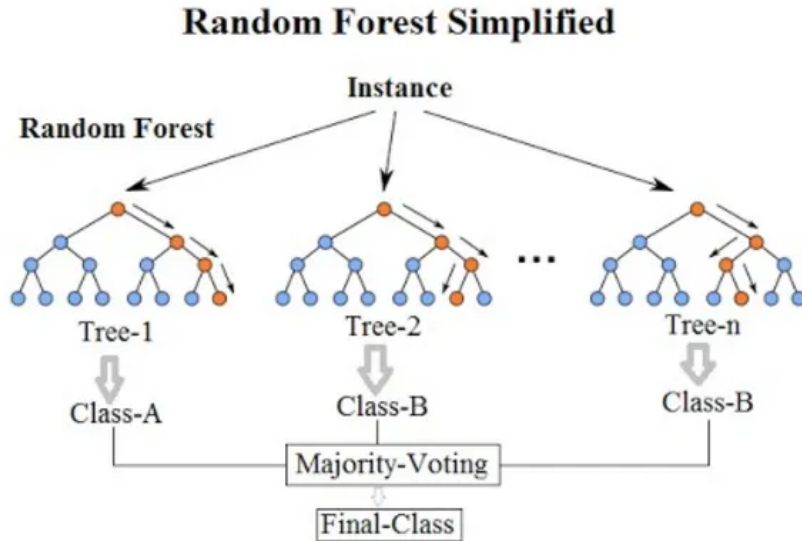 Random Forest Simplified
Instance
Random Forest
...
Tree-1
Tree-2
Tree-n
Class-A
Class-B
Class-B
Majority-Voting
Final-Class